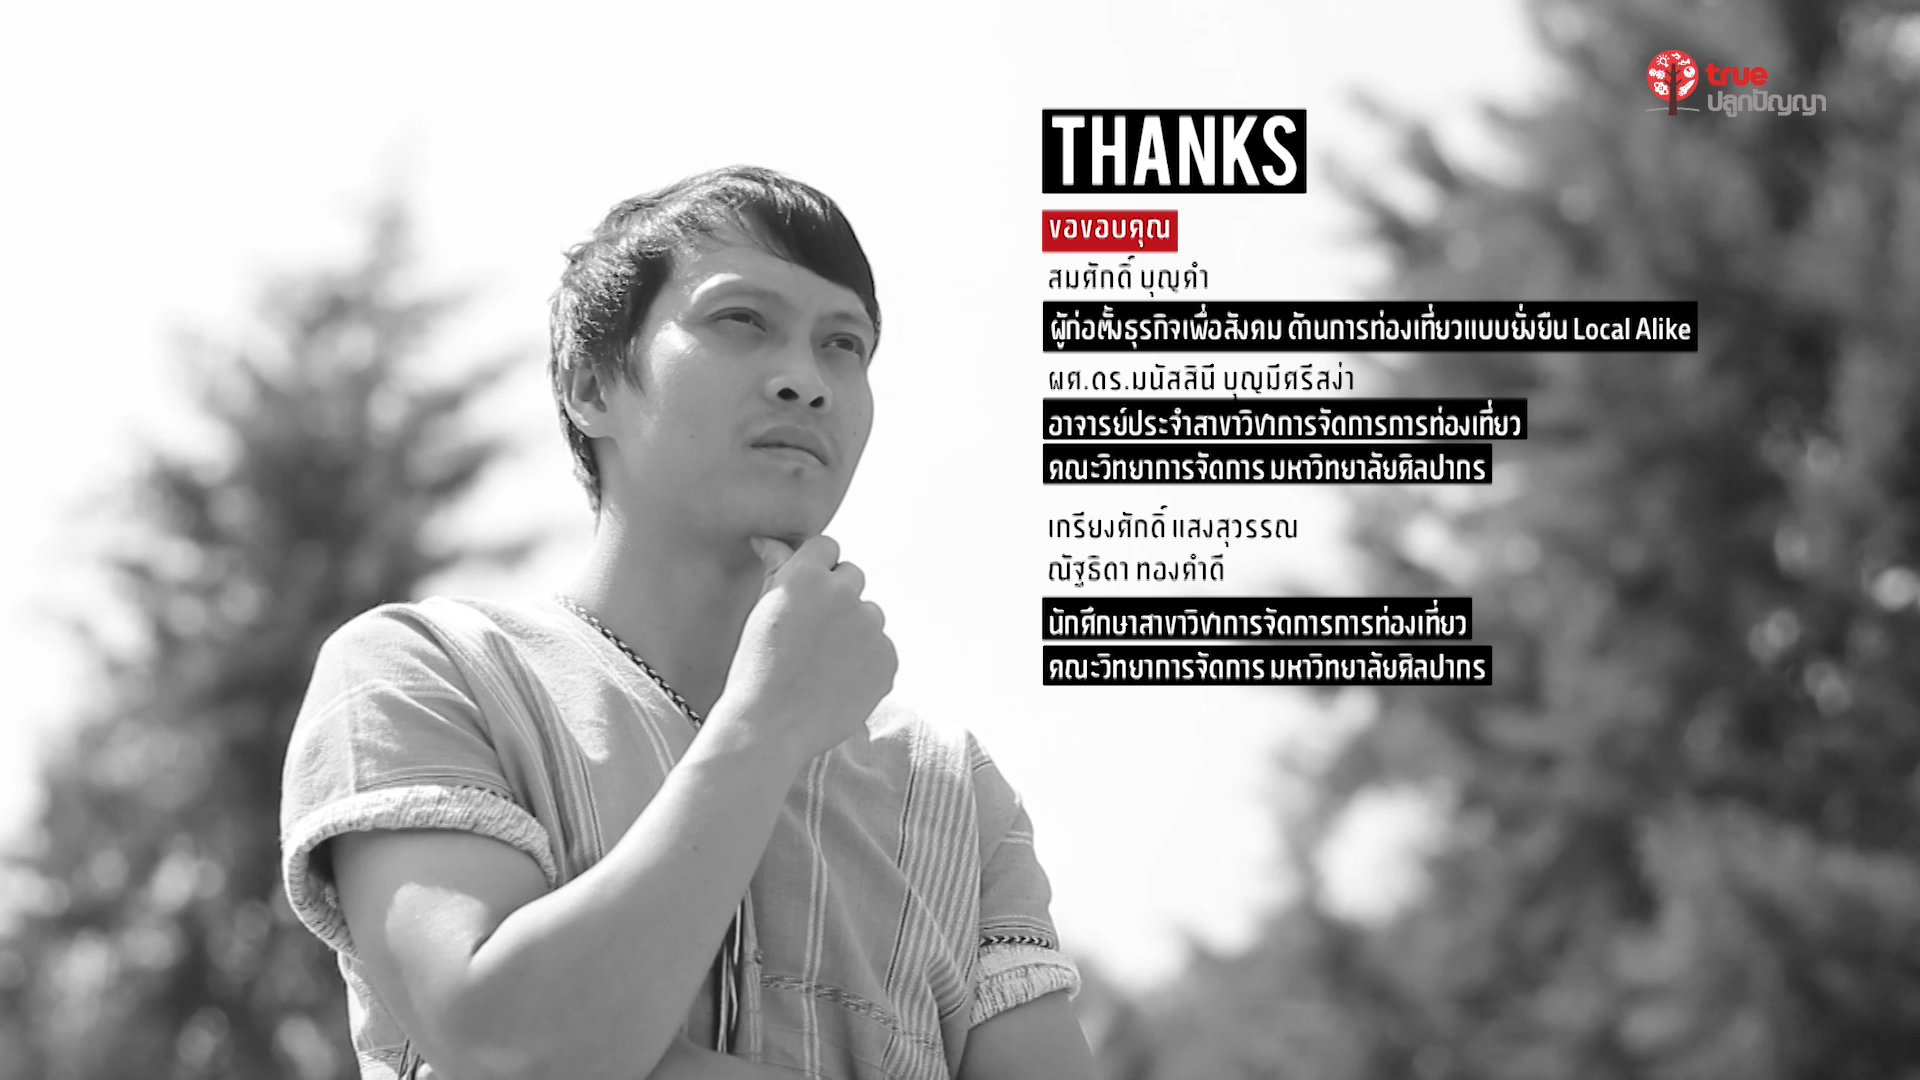 true
ปลูกปัญญา
THANKS
ขอขอบคุณ
สมศักดิ์ บุญคำ
ผู้ก่อตั้งธุรกิจเพื่อสังคม ด้านการท่องเที่ยวแบบยั่งยืน Local Alike
ผศ.ดร.มนัสสินี บุญมีศรีสง่า
อาจารย์ประจำสาขาวิชาการจัดการการท่องเที่ยว
คณะวิทยาการจัดการ มหาวิทยาลัยศิลปากร
เกรียงศักดิ์ แสงสุวรรณ
ณัฐธิดา ทองคำดี
นักศึกษาสาขาวิชาการจัดการการท่องเที่ยว
คณะวิทยาการจัดการ มหาวิทยาลัยศิลปากร